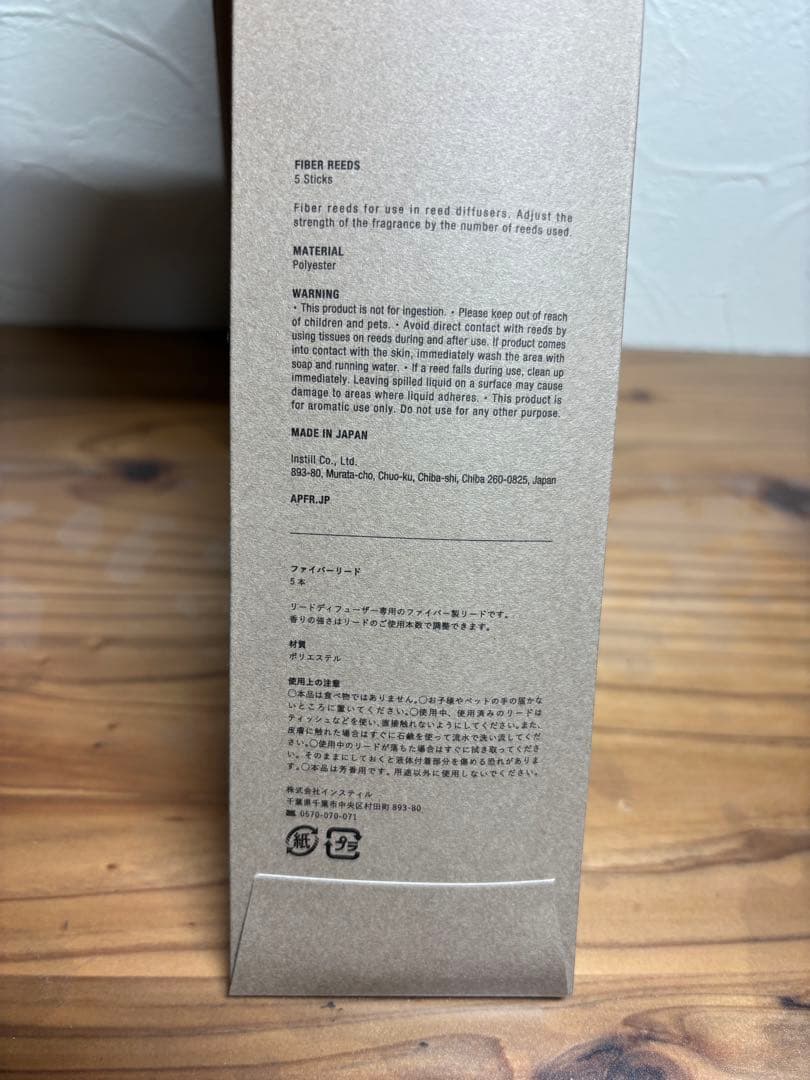 FIBER REEDS
5 Sticks
Fiber reeds for use in reed diffusers. Adjust the
strength of the fragrance by the number of reeds used.
MATERIAL
Polyester
WARNING
・This product is not for ingestion. ・Please keep out of reach
of children and pets. ・Avoid direct contact with reeds by
using tissues on reeds during and after use. If product comes
into contact with the skin, immediately wash the area with
soap and running water. ・If a reed falls during use, clean up
immediately. Leaving spilled liquid on a surface may cause
damage to areas where liquid adheres. ・This product is
for aromatic use only. Do not use for any other purpose.
MADE IN JAPAN
Instill Co., Ltd.
893-80, Murata-cho, Chuo-ku, Chiba-shi, Chiba 260-0825, Japan
APFR.JP
ファイバーリード
5本
リードディフューザー専用のファイバー製リードです。
香りの強さはリードのご使用本数で調整できます。
材質
ポリエステル
使用上の注意
○本品は食べ物ではありません。○お子様やペットの手の届かな
いところに置いてください。○使用中、使用済みのリードは
ティッシュなどを使い、直接触れないようにしてください。また、
皮膚に触れた場合はすぐに石鹸を使って流水で洗い流してくだ
さい。○使用中のリードが落ちた場合はすぐに拭き取ってくださ
い。そのままにしておくと液体付着部分を傷める恐れがありま
す。○本品は芳香用です。用途以外に使用しないでください。
株式会社インスティル
千葉県千葉市中央区村田町 893-80
0570-070-071
紙 プラ